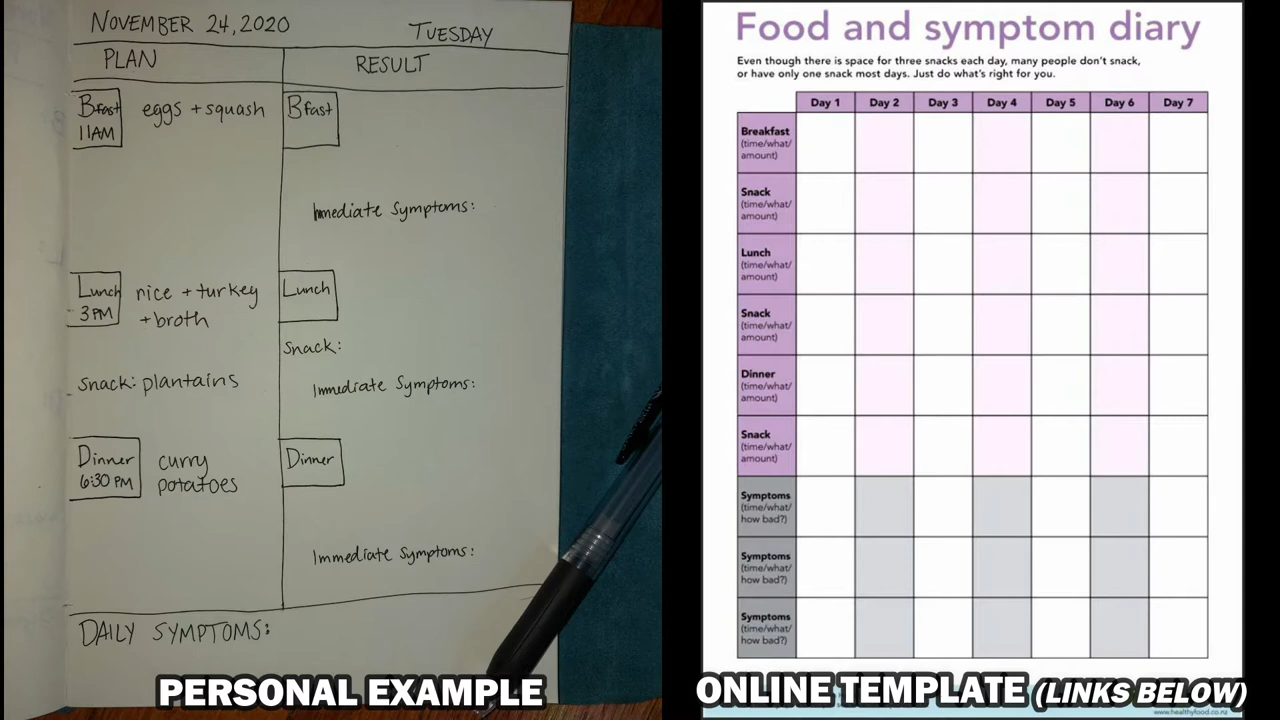 NOVEMBER 24, 2020
TUESDAY
PLAN
RESULT
Bfast
11AM
eggs + squash
Bfast
Immediate Symptoms:
Lunch
3 PM
rice + turkey
+ broth
Lunch
Snack:
snack: plantains
Immediate Symptoms:
Dinner
6:30 PM
curry
potatoes
Dinner
Immediate Symptoms:
DAILY SYMPTOMS:
PERSONAL EXAMPLE
Food and symptom diary
Even though there is space for three snacks each day, many people don't snack,
or have only one snack most days. Just do what's right for you.
Day 1 Day 2 Day 3 Day 4 Day 5 Day 6 Day 7
Breakfast
(time/what/
amount)
Snack
(time/what/
amount)
Lunch
(time/what/
amount)
Snack
(time/what/
amount)
Dinner
(time/what/
amount)
Snack
(time/what/
amount)
Symptoms
(time/what/
how bad?)
Symptoms
(time/what/
how bad?)
Symptoms
(time/what/
how bad?)
ONLINE TEMPLATE (LINKS BELOW)
www.healthyfood.co.nz